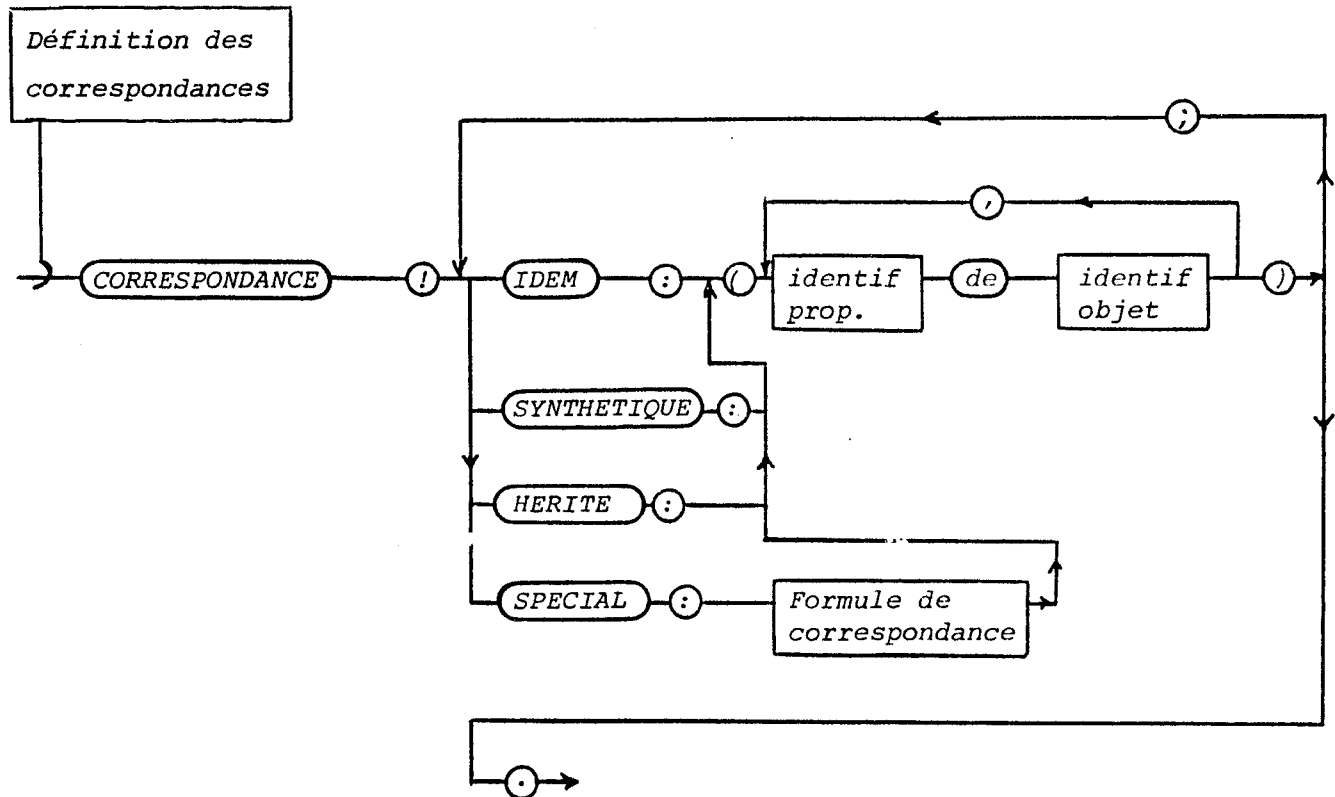 Définition des
correspondances
;
,
CORRESPONDANCE ! IDEM : ( identif prop. de identif objet )
SYNTHETIQUE :
HERITE :
SPECIAL : Formule de correspondance
.